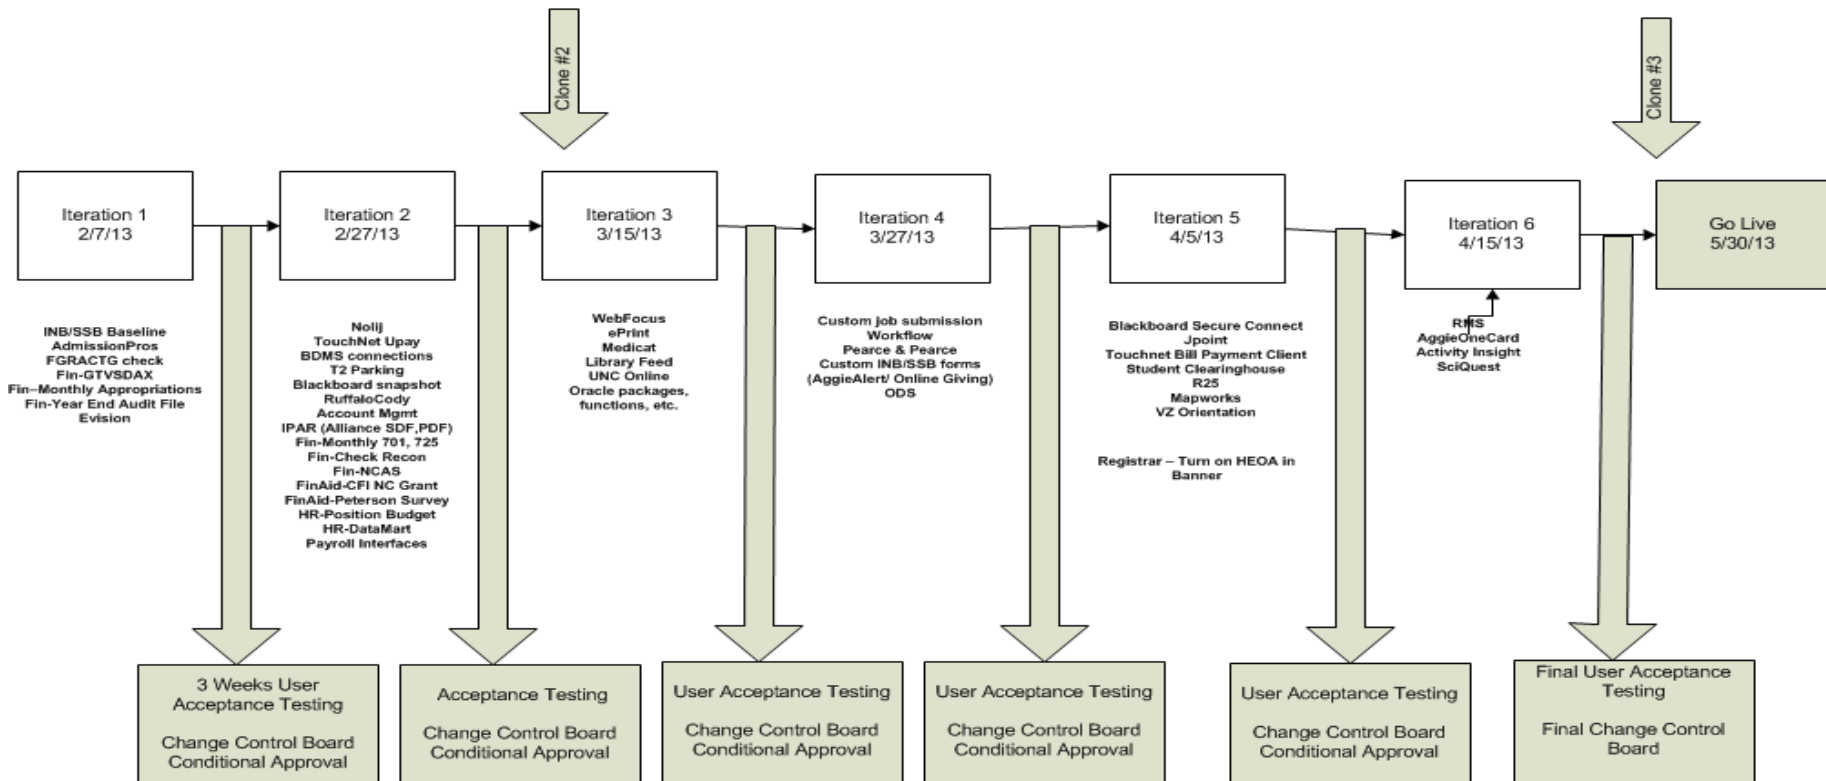 Clone #2
Clone #3
Iteration 1
2/7/13
Iteration 2
2/27/13
Iteration 3
3/15/13
Iteration 4
3/27/13
Iteration 5
4/5/13
Iteration 6
4/15/13
Go Live
5/30/13
INB/SSB Baseline
AdmissionPros
FGRACTG check
Fin-GTVSDAX
Fin–Monthly Appropriations
Fin-Year End Audit File
Evision
Nolij
TouchNet Upay
BDMS connections
T2 Parking
Blackboard snapshot
RuffaloCody
Account Mgmt
IPAR (Alliance SDF,PDF)
Fin-Monthly 701, 725
Fin-Check Recon
Fin-NCAS
FinAid-CFI NC Grant
FinAid-Peterson Survey
HR-Position Budget
HR-DataMart
Payroll Interfaces
WebFocus
ePrint
Medicat
Library Feed
UNC Online
Oracle packages,
functions, etc.
Custom job submission
Workflow
Pearce & Pearce
Custom INB/SSB forms
(AggieAlert/ Online Giving)
ODS
Blackboard Secure Connect
Jpoint
Touchnet Bill Payment Client
Student Clearinghouse
R25
Mapworks
VZ Orientation
Registrar – Turn on HEOA in
Banner
RMS
AggieOneCard
Activity Insight
SciQuest
3 Weeks User
Acceptance Testing
Change Control Board
Conditional Approval
Acceptance Testing
Change Control Board
Conditional Approval
User Acceptance Testing
Change Control Board
Conditional Approval
User Acceptance Testing
Change Control Board
Conditional Approval
User Acceptance Testing
Change Control Board
Conditional Approval
Final User Acceptance
Testing
Final Change Control
Board